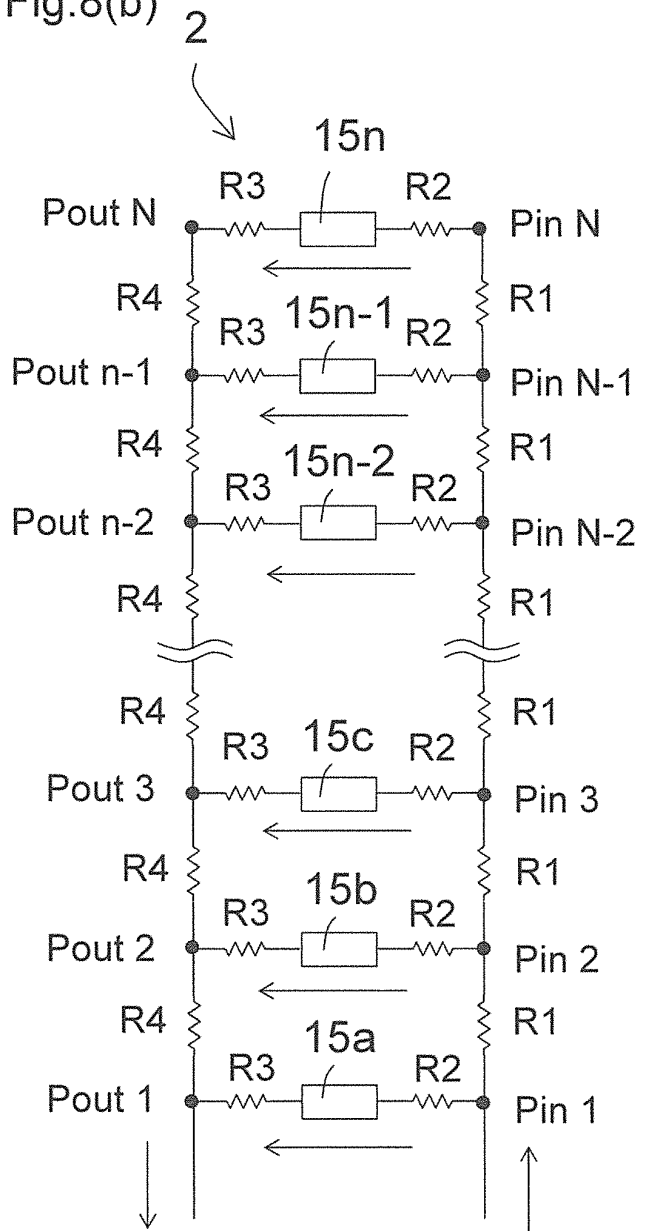 Fig.8(b)
2
15n
R3 R2
Pout N Pin N
R4 R1
15n-1
R3 R2
Pout n-1 Pin N-1
R4 R1
15n-2
R3 R2
Pout n-2 Pin N-2
R4 R1
R4 R1
15c
R3 R2
Pout 3 Pin 3
R4 R1
15b
R3 R2
Pout 2 Pin 2
R4 R1
15a
R3 R2
Pout 1 Pin 1